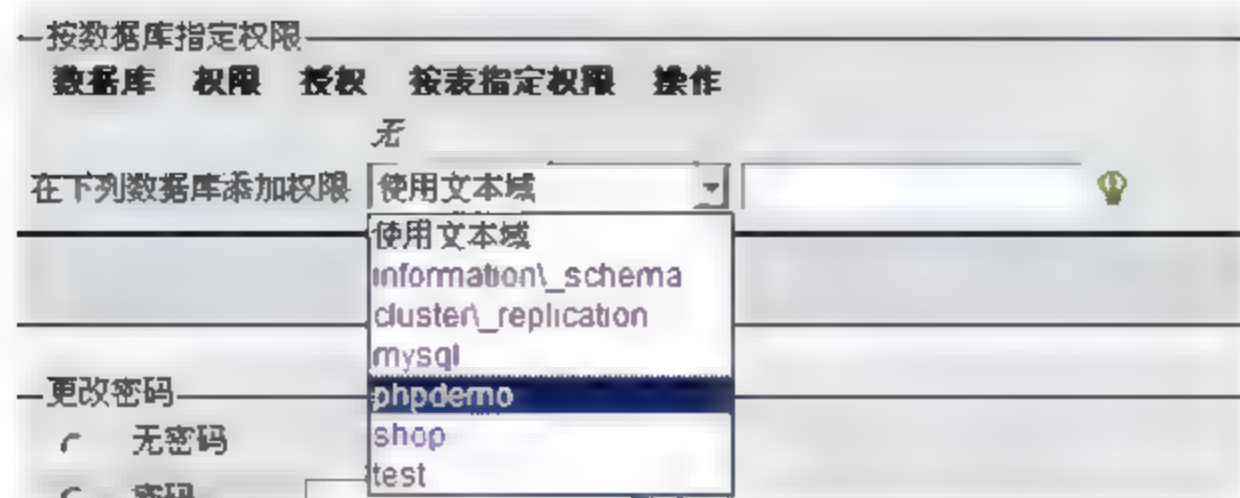 按数据库指定权限
数据库 权限 授权 按表指定权限 操作
无
在下列数据库添加权限 使用文本域
使用文本域
information\_schema
cluster\_replication
mysql
phpdemo
更改密码
shop
无密码
test
密码